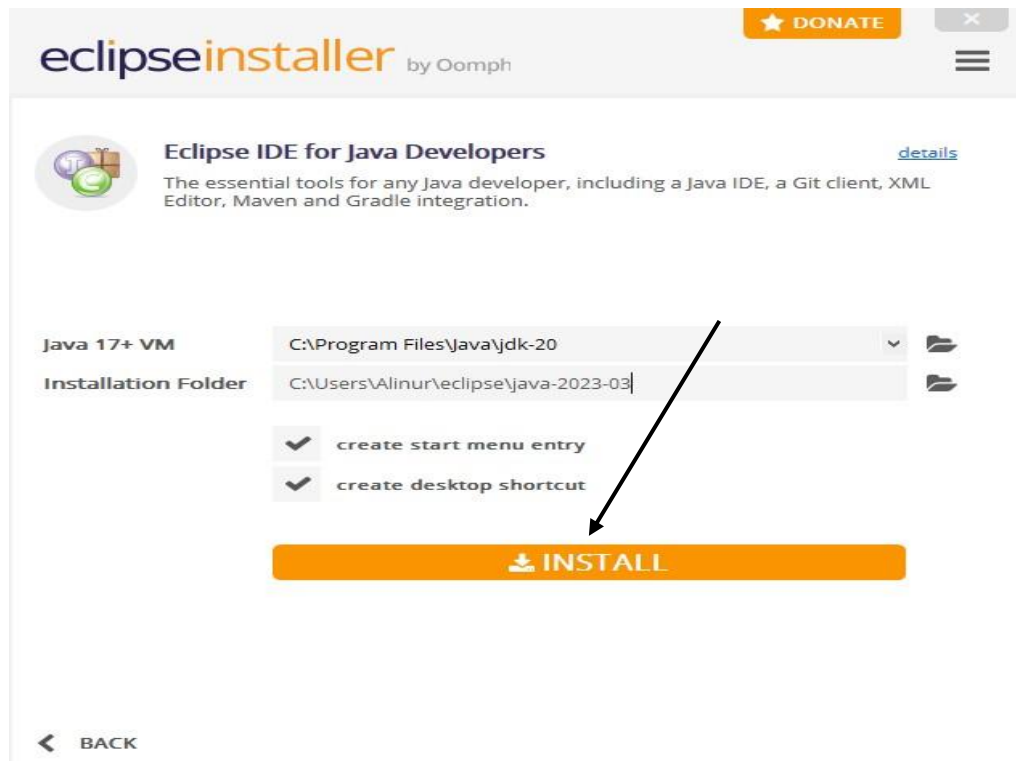 DONATE
eclipseinstaller by Oomph
Eclipse IDE for Java Developers
details
The essential tools for any Java developer, including a Java IDE, a Git client, XML
Editor, Maven and Gradle integration.
Java 17+ VM
C:\Program Files\Java\jdk-20
Installation Folder
C:\Users\Alinur\eclipse\java-2023-03
create start menu entry
create desktop shortcut
INSTALL
BACK